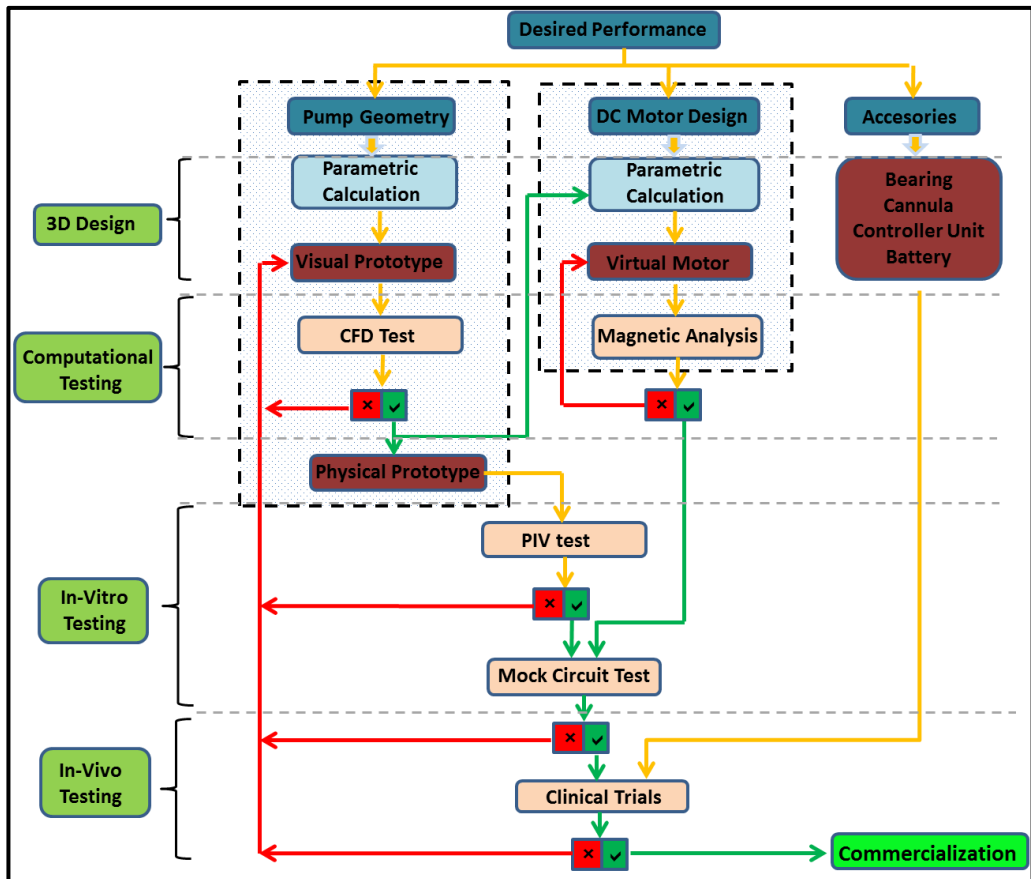 Desired Performance
Pump Geometry
DC Motor Design
Accesories
Parametric
Calculation
Parametric
Calculation
Bearing
Cannula
Controller Unit
Battery
3D Design
Visual Prototype
Virtual Motor
CFD Test
Magnetic Analysis
Computational
Testing
Physical Prototype
PIV test
In-Vitro
Testing
Mock Circuit Test
In-Vivo
Testing
Clinical Trials
Commercialization